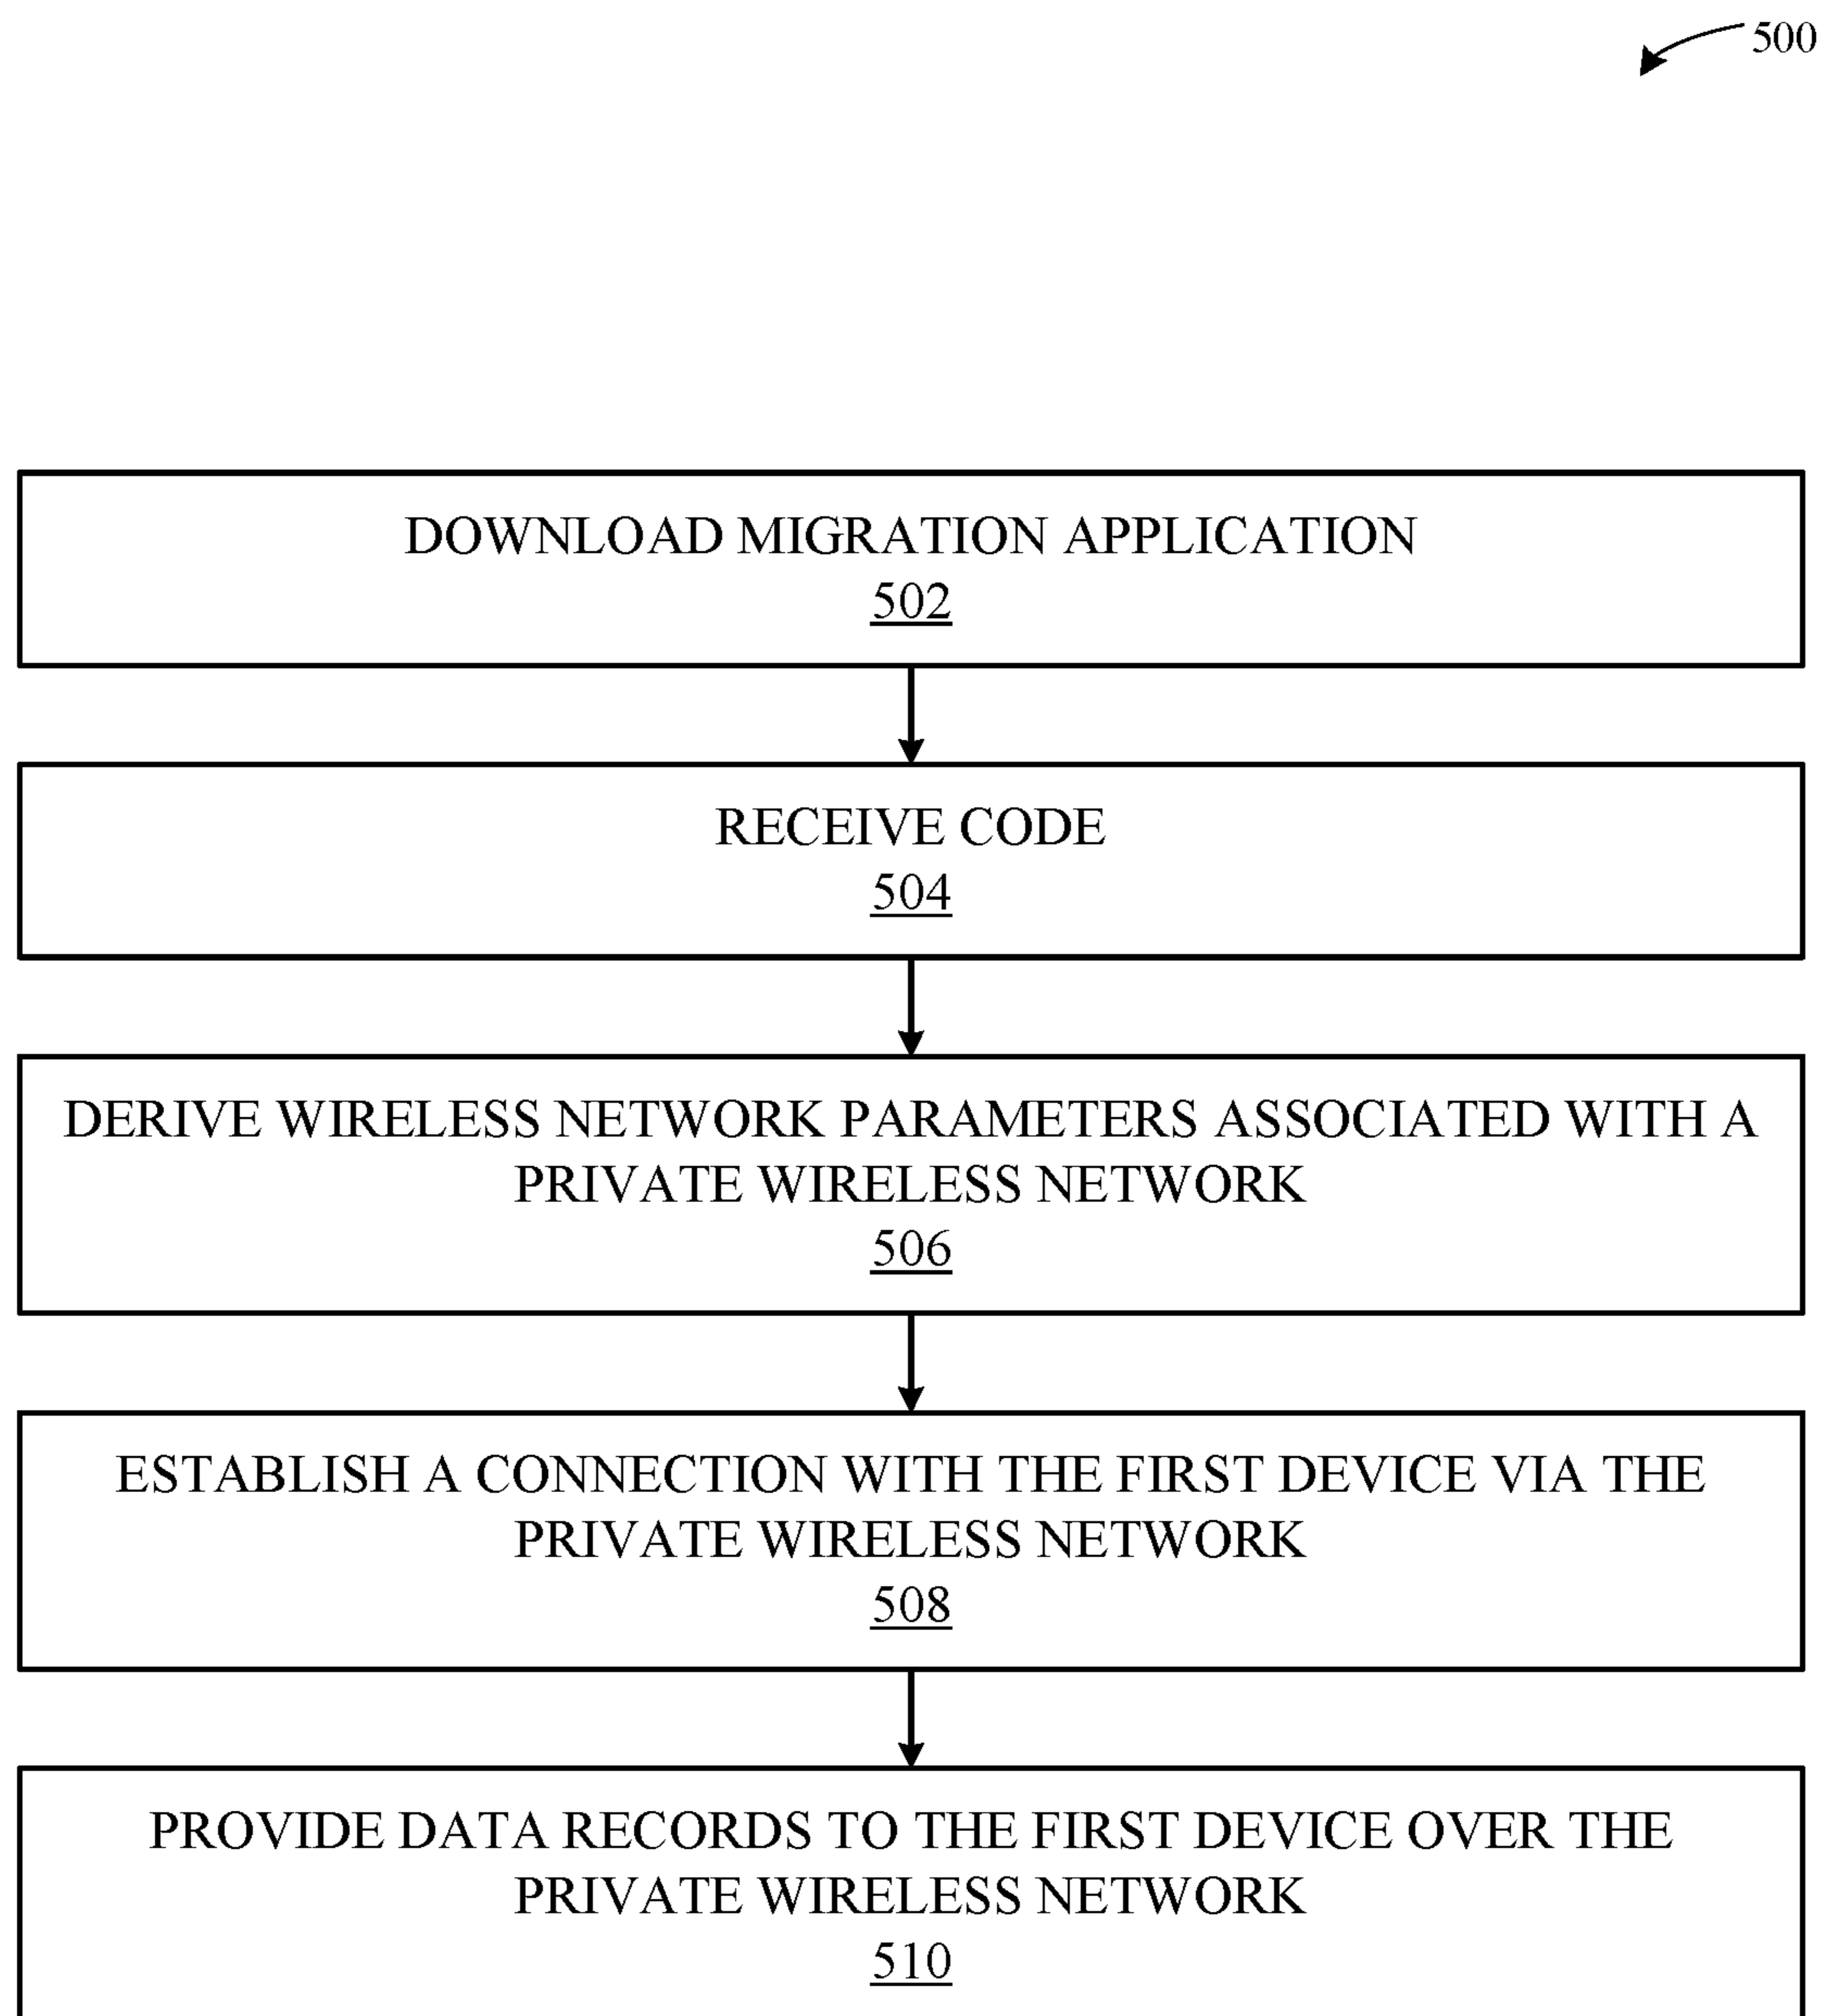 500
DOWNLOAD MIGRATION APPLICATION
502
RECEIVE CODE
504
DERIVE WIRELESS NETWORK PARAMETERS ASSOCIATED WITH A
PRIVATE WIRELESS NETWORK
506
ESTABLISH A CONNECTION WITH THE FIRST DEVICE VIA THE
PRIVATE WIRELESS NETWORK
508
PROVIDE DATA RECORDS TO THE FIRST DEVICE OVER THE
PRIVATE WIRELESS NETWORK
510